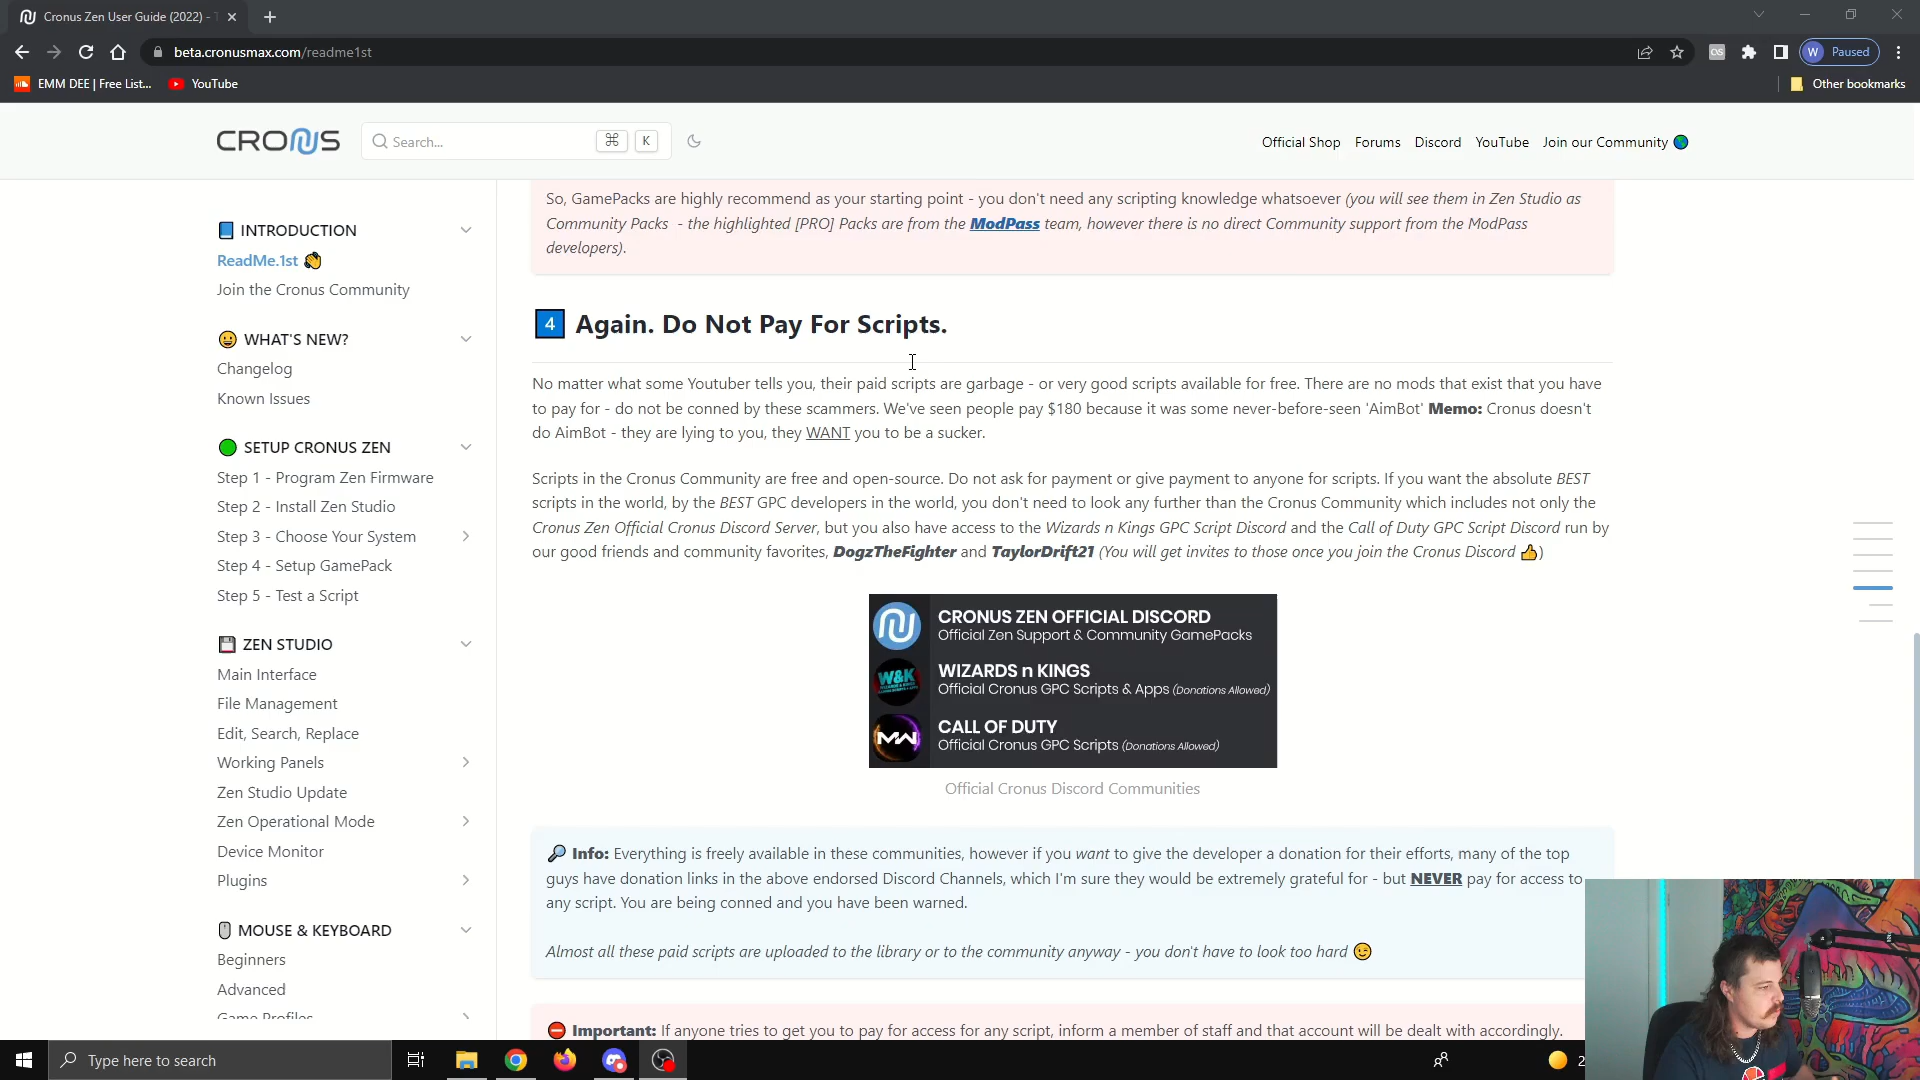 Cronus Zen User Guide (2022) -
beta.cronusmax.com/readme1st
W Paused
EMM DEE | Free List...
YouTube
Other bookmarks
CRONUS
Search...
⌘ K
Official Shop
Forums
Discord
YouTube
Join our Community
INTRODUCTION
ReadMe.1st
Join the Cronus Community
WHAT'S NEW?
Changelog
Known Issues
SETUP CRONUS ZEN
Step 1 - Program Zen Firmware
Step 2 - Install Zen Studio
Step 3 - Choose Your System
Step 4 - Setup GamePack
Step 5 - Test a Script
ZEN STUDIO
Main Interface
File Management
Edit, Search, Replace
Working Panels
Zen Studio Update
Zen Operational Mode
Device Monitor
Plugins
MOUSE & KEYBOARD
Beginners
Advanced
Game Profiles
So, GamePacks are highly recommend as your starting point - you don't need any scripting knowledge whatsoever (you will see them in Zen Studio as
Community Packs - the highlighted [PRO] Packs are from the ModPass team, however there is no direct Community support from the ModPass
developers).
4 Again. Do Not Pay For Scripts.
No matter what some Youtuber tells you, their paid scripts are garbage - or very good scripts available for free. There are no mods that exist that you have
to pay for - do not be conned by these scammers. We've seen people pay $180 because it was some never-before-seen 'AimBot' Memo: Cronus doesn't
do AimBot - they are lying to you, they WANT you to be a sucker.
Scripts in the Cronus Community are free and open-source. Do not ask for payment or give payment to anyone for scripts. If you want the absolute BEST
scripts in the world, by the BEST GPC developers in the world, you don't need to look any further than the Cronus Community which includes not only the
Cronus Zen Official Cronus Discord Server, but you also have access to the Wizards n Kings GPC Script Discord and the Call of Duty GPC Script Discord run by
our good friends and community favorites, DogzTheFighter and TaylorDrift21 (You will get invites to those once you join the Cronus Discord 👍)
CRONUS ZEN OFFICIAL DISCORD
Official Zen Support & Community GamePacks
W&K
WIZARDS n KINGS
Official Cronus GPC Scripts & Apps (Donations Allowed)
MW
CALL OF DUTY
Official Cronus GPC Scripts (Donations Allowed)
Official Cronus Discord Communities
Info: Everything is freely available in these communities, however if you want to give the developer a donation for their efforts, many of the top
guys have donation links in the above endorsed Discord Channels, which I'm sure they would be extremely grateful for - but NEVER pay for access to
any script. You are being conned and you have been warned.
Almost all these paid scripts are uploaded to the library or to the community anyway - you don't have to look too hard 😉
Important: If anyone tries to get you to pay for access for any script, inform a member of staff and that account will be dealt with accordingly.
Type here to search
2